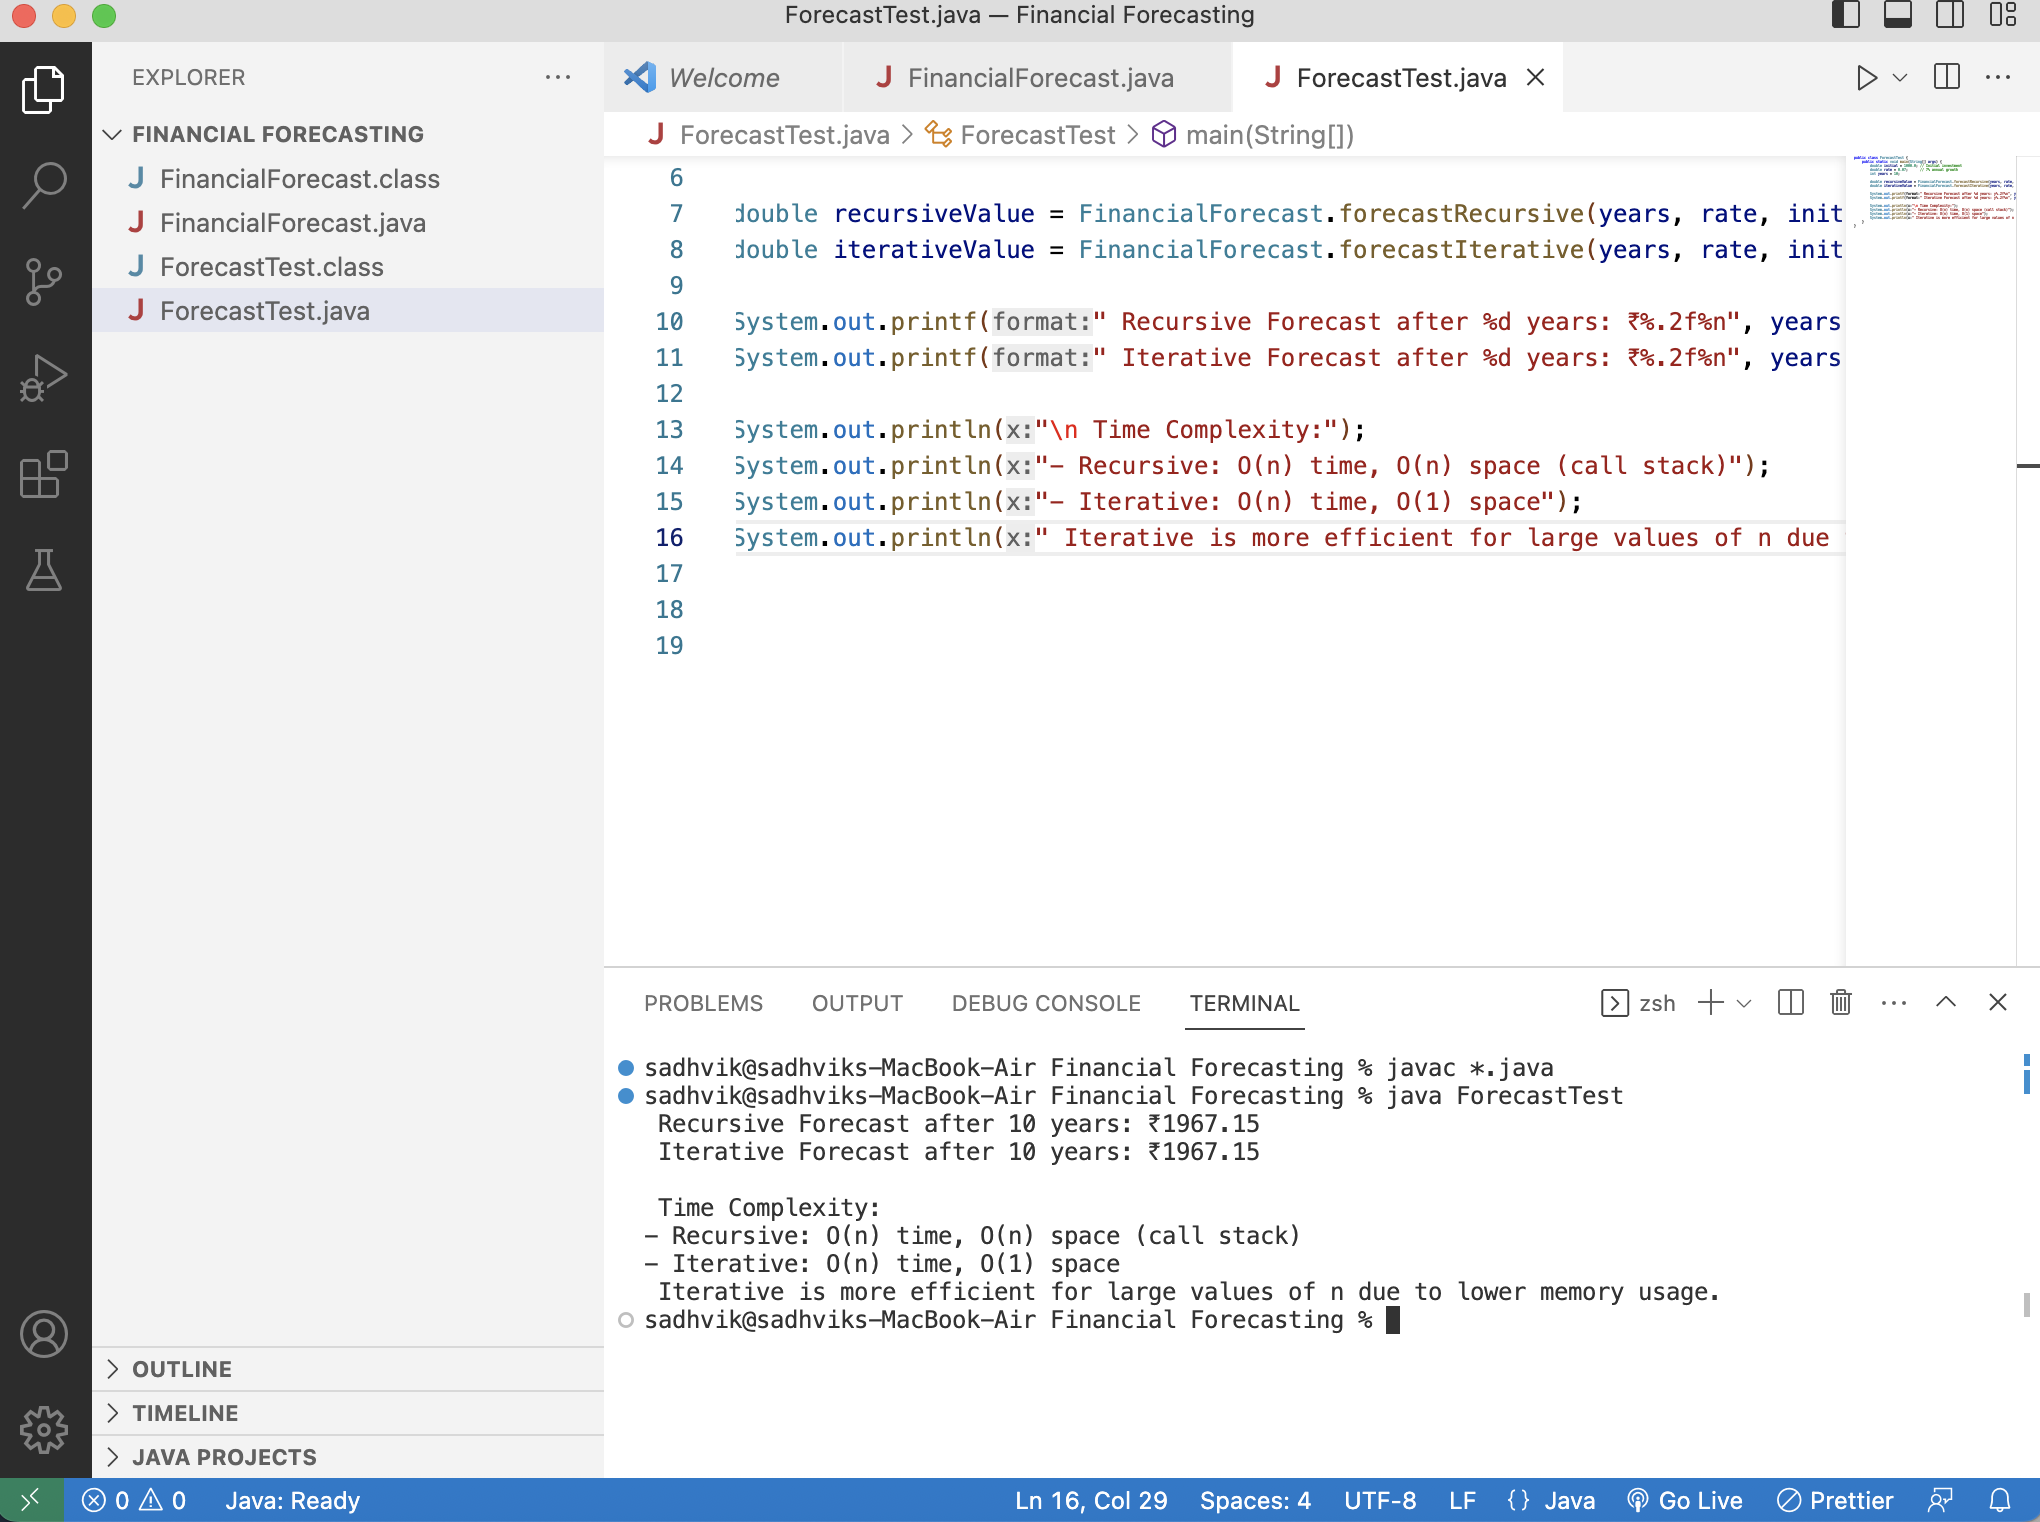 ForecastTest.java — Financial Forecasting
EXPLORER
FINANCIAL FORECASTING
FinancialForecast.class
FinancialForecast.java
ForecastTest.class
ForecastTest.java
OUTLINE
TIMELINE
JAVA PROJECTS
Welcome
FinancialForecast.java
ForecastTest.java
ForecastTest.java > ForecastTest > main(String[])
6
7 double recursiveValue = FinancialForecast.forecastRecursive(years, rate, init
8 double iterativeValue = FinancialForecast.forecastIterative(years, rate, init
9
10 System.out.printf(format:" Recursive Forecast after %d years: ₹%.2f%n", years
11 System.out.printf(format:" Iterative Forecast after %d years: ₹%.2f%n", years
12
13 System.out.println(x:"\n Time Complexity:");
14 System.out.println(x:"- Recursive: O(n) time, O(n) space (call stack)");
15 System.out.println(x:"- Iterative: O(n) time, O(1) space");
16 System.out.println(x:" Iterative is more efficient for large values of n due
17
18
19
PROBLEMS OUTPUT DEBUG CONSOLE TERMINAL zsh
sadhvik@sadhviks-MacBook-Air Financial Forecasting % javac *.java
sadhvik@sadhviks-MacBook-Air Financial Forecasting % java ForecastTest
Recursive Forecast after 10 years: ₹1967.15
Iterative Forecast after 10 years: ₹1967.15
Time Complexity:
- Recursive: O(n) time, O(n) space (call stack)
- Iterative: O(n) time, O(1) space
Iterative is more efficient for large values of n due to lower memory usage.
sadhvik@sadhviks-MacBook-Air Financial Forecasting %
0 0 Java: Ready Ln 16, Col 29 Spaces: 4 UTF-8 LF {} Java Go Live Prettier